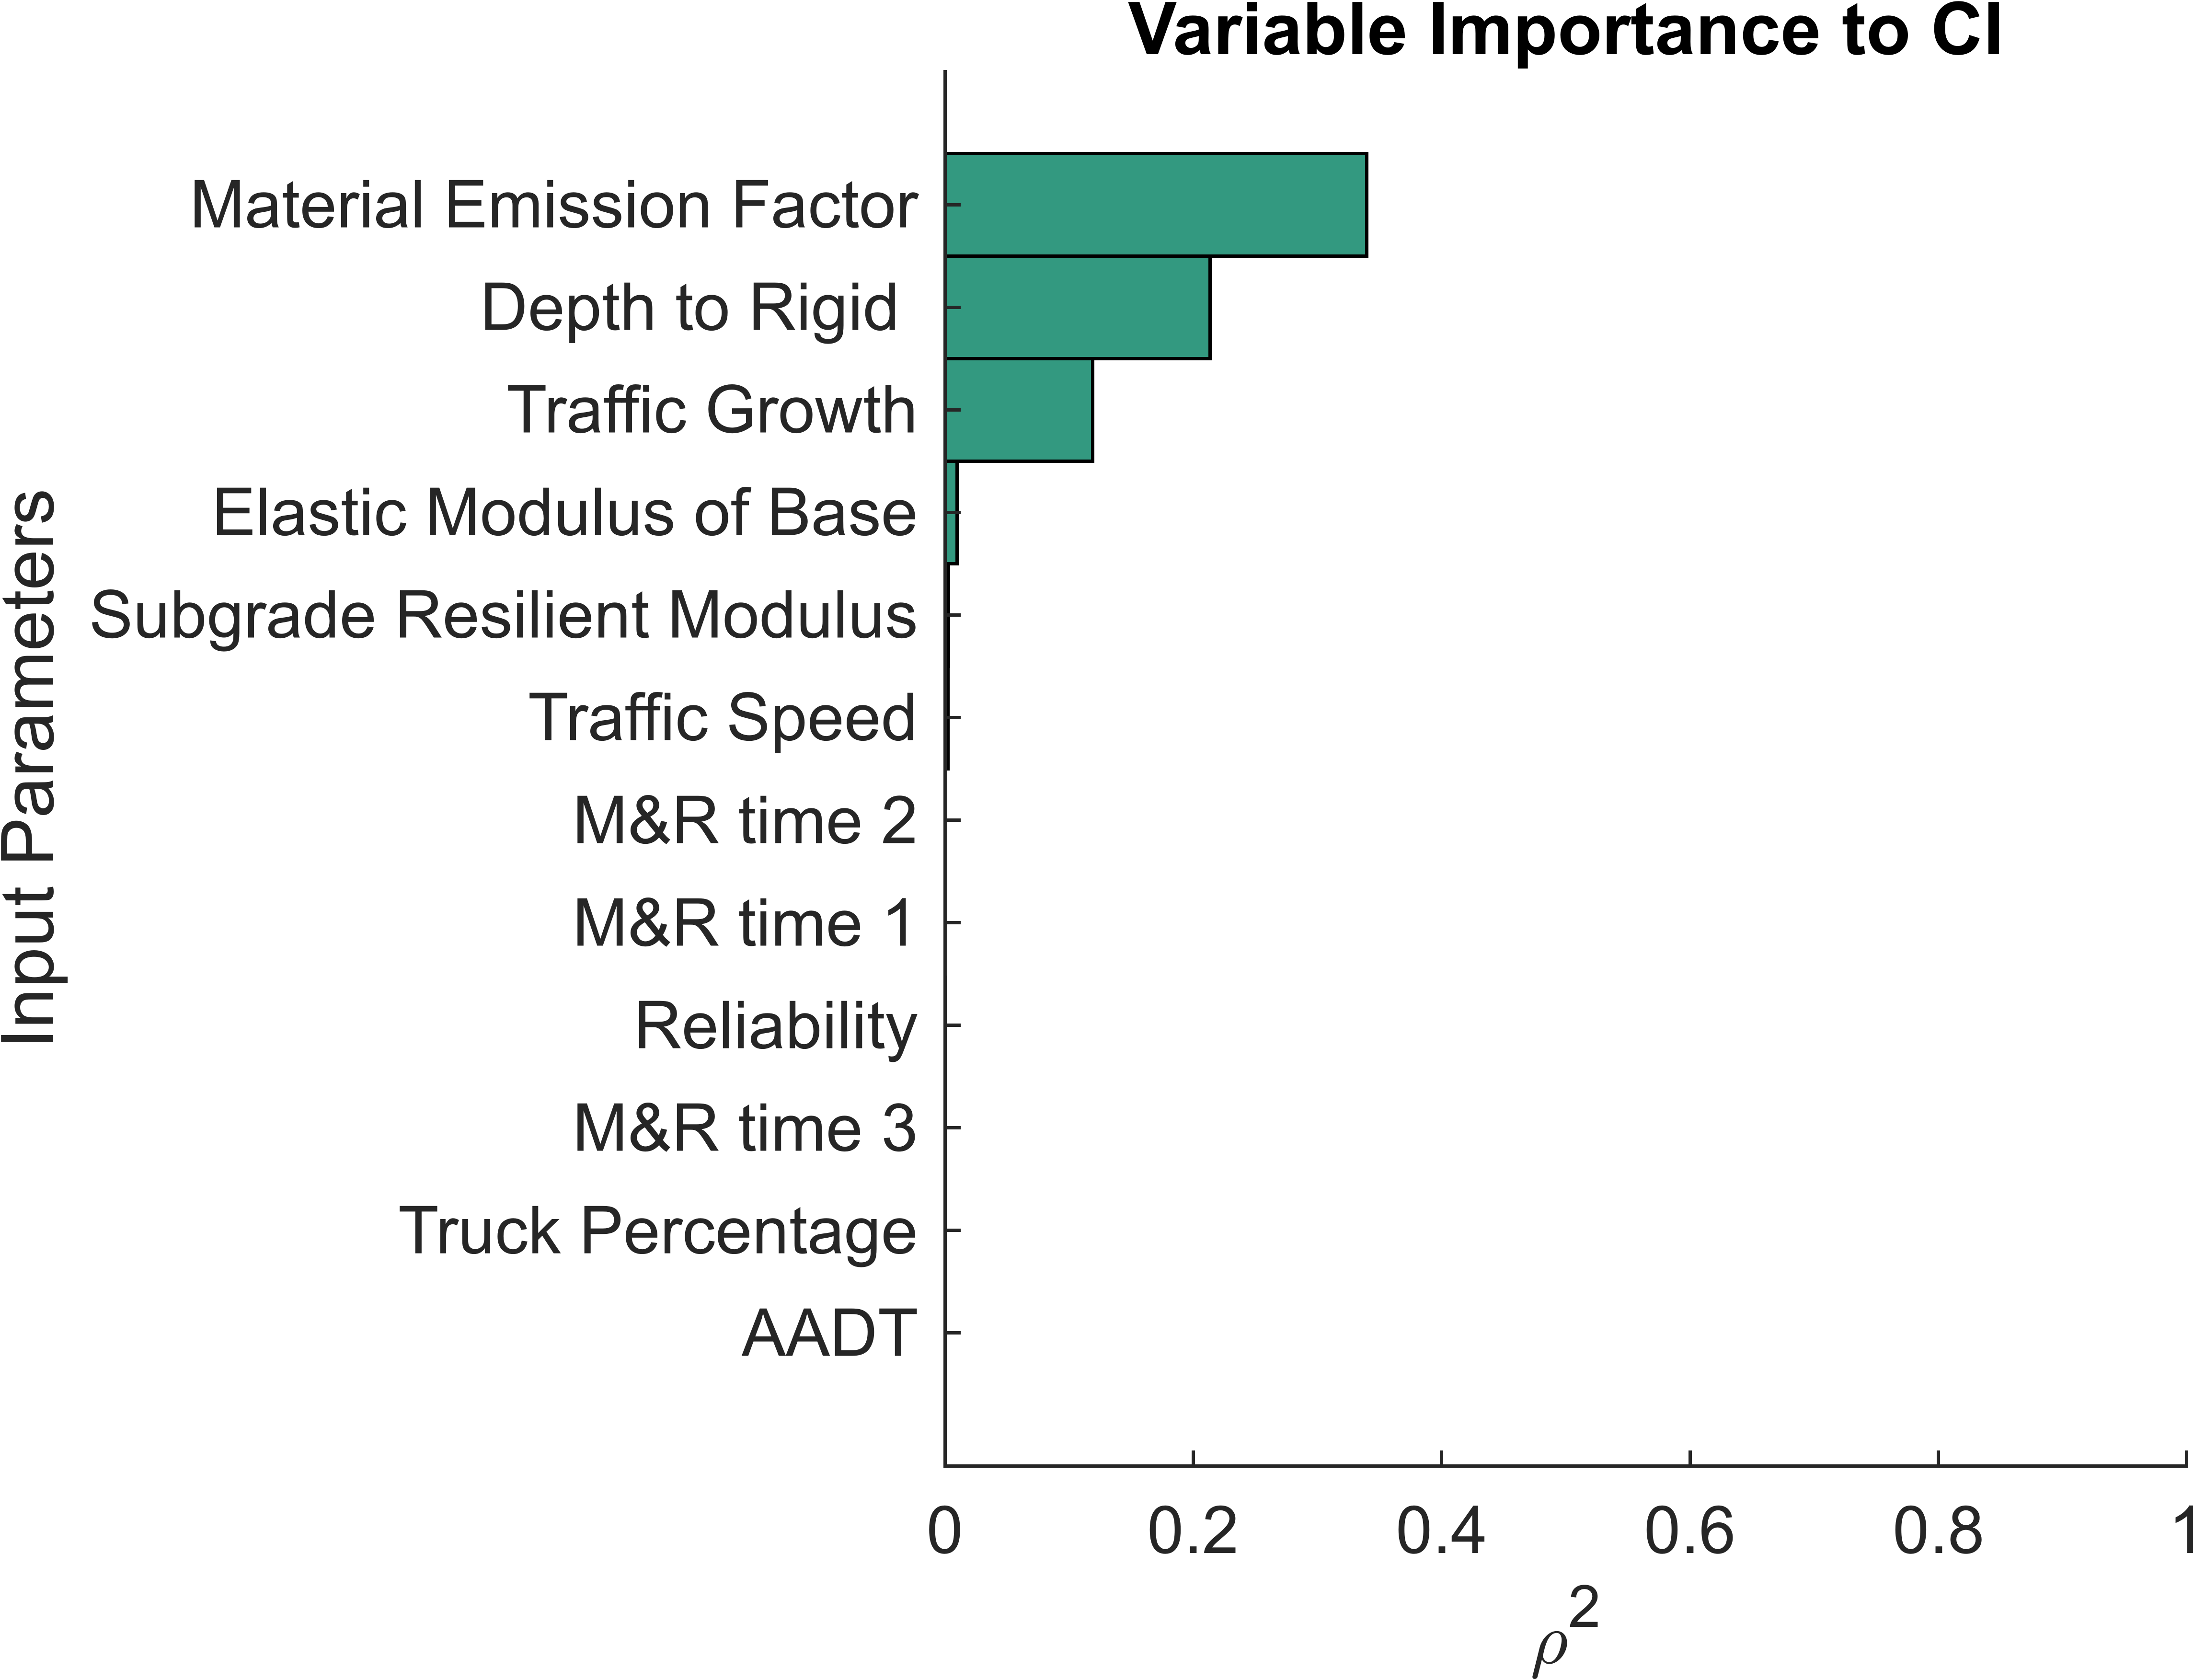 Variable Importance to CI
Input Parameters
Material Emission Factor
Depth to Rigid
Traffic Growth
Elastic Modulus of Base
Subgrade Resilient Modulus
Traffic Speed
M&R time 2
M&R time 1
Reliability
M&R time 3
Truck Percentage
AADT
0 0.2 0.4 0.6 0.8 1
ρ²